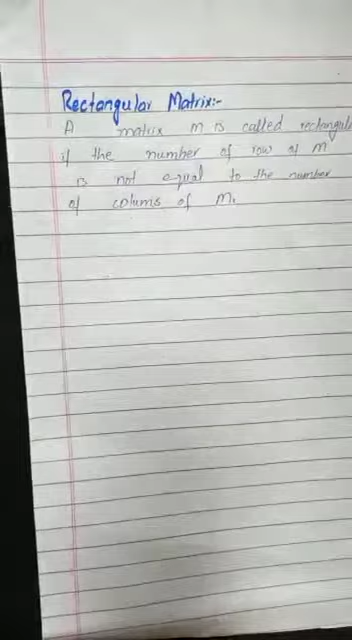 Rectangular Matrix:-
A matrix M is called rectangula
if the number of row of M
is not equal to the number
of colums of M.